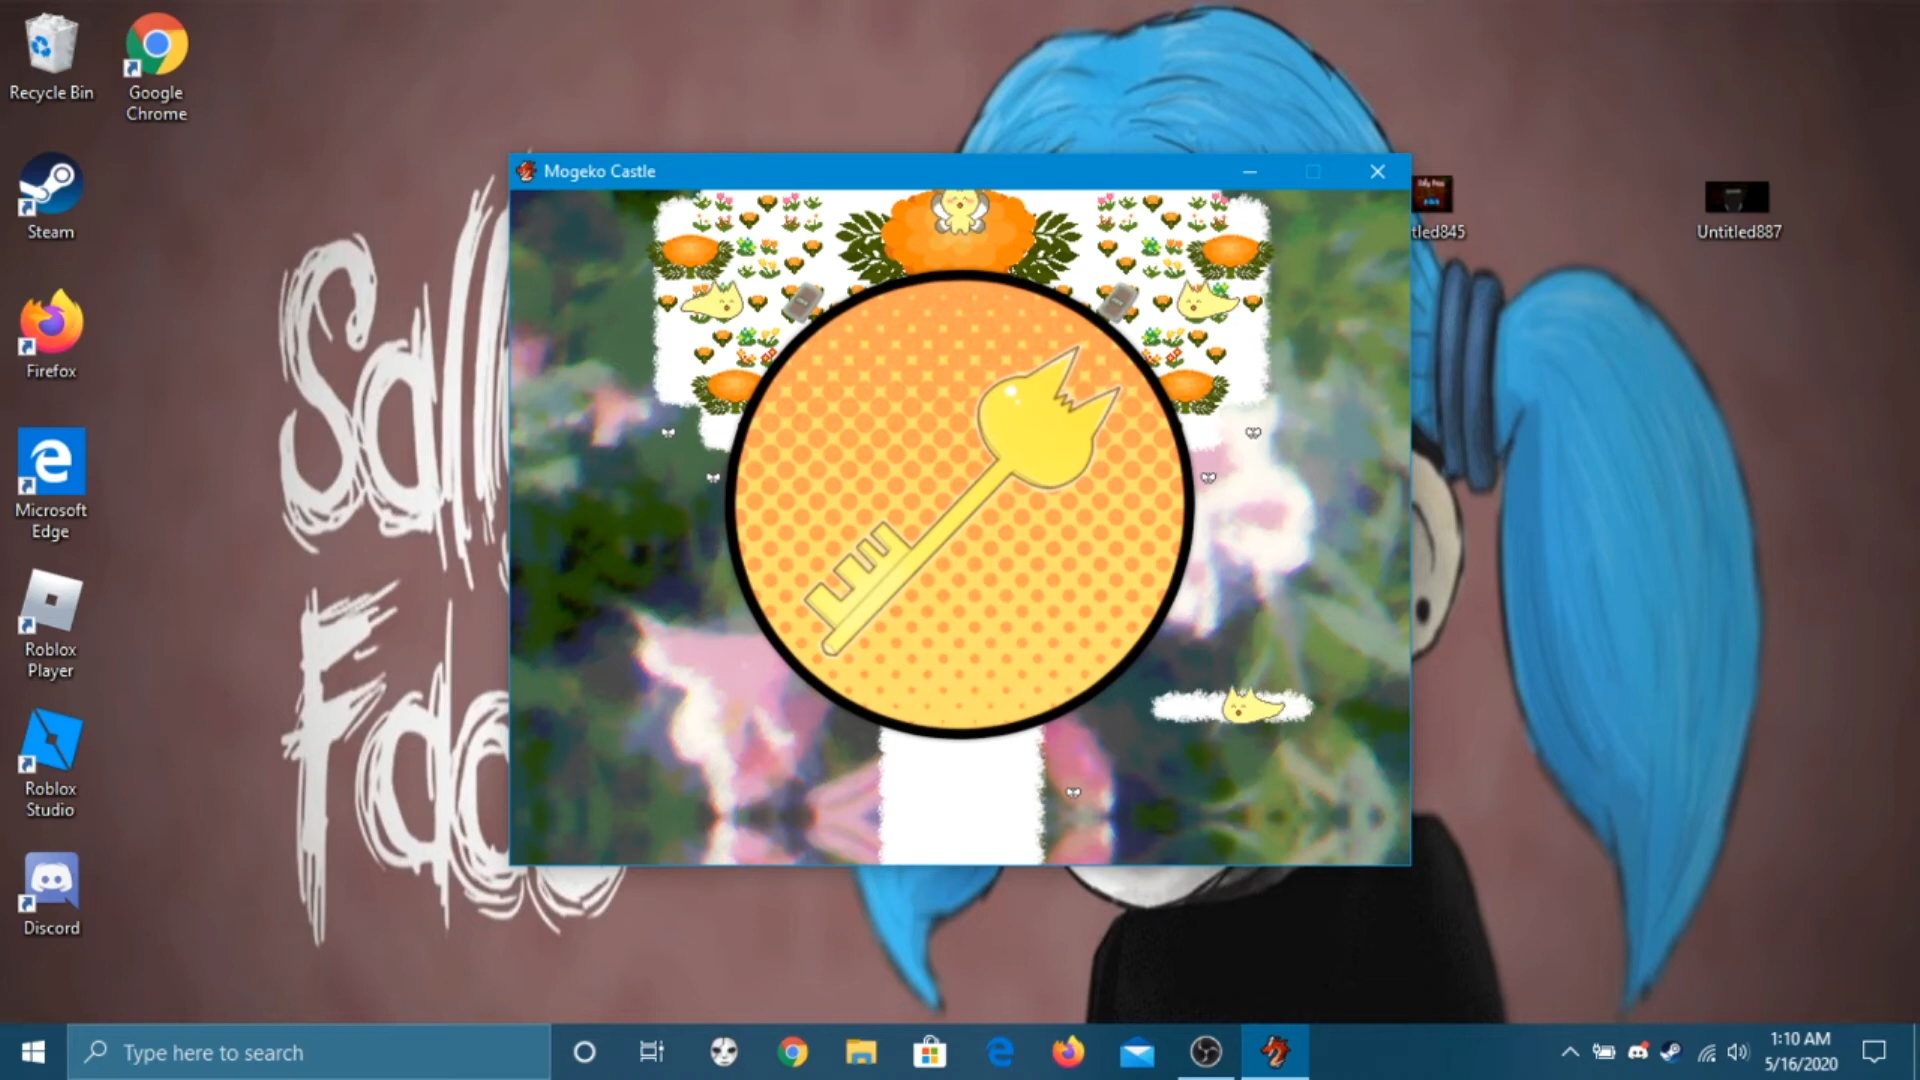 Recycle Bin
Google
Chrome
Steam
Firefox
Microsoft
Edge
Roblox
Player
Roblox
Studio
Discord
Mogeko Castle
Untitled887
Type here to search
1:10 AM
5/16/2020